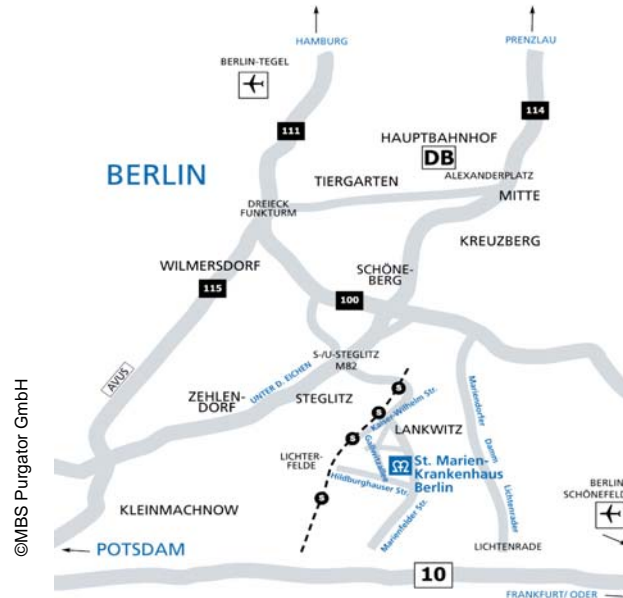 HAMBURG
PRENZLAU
BERLIN-TEGEL
114
111
HAUPTBAHNHOF
DB
BERLIN
TIERGARTEN
ALEXANDERPLATZ
MITTE
DREIECK
FUNKTURM
KREUZBERG
WILMERSDORF
SCHÖNE-
BERG
115
100
S-/U-STEGLITZ
M82
AVUS
UNTER D. EICHEN
ZEHLEN-
DORF
STEGLITZ
S
S
Kaiser-Wilhelm Str.
Mariendorfer
Damm
Lichtenrader
LANKWITZ
S
Gallwitzallee
LICHTER-
FELDE
St. Marien-
Krankenhaus
Berlin
Hildburghauser Str.
S
Marienfelder Str.
BERLIN
SCHÖNEFELD
KLEINMACHNOW
POTSDAM
LICHTENRADE
10
FRANKFURT/ ODER
©MBS Purgator GmbH